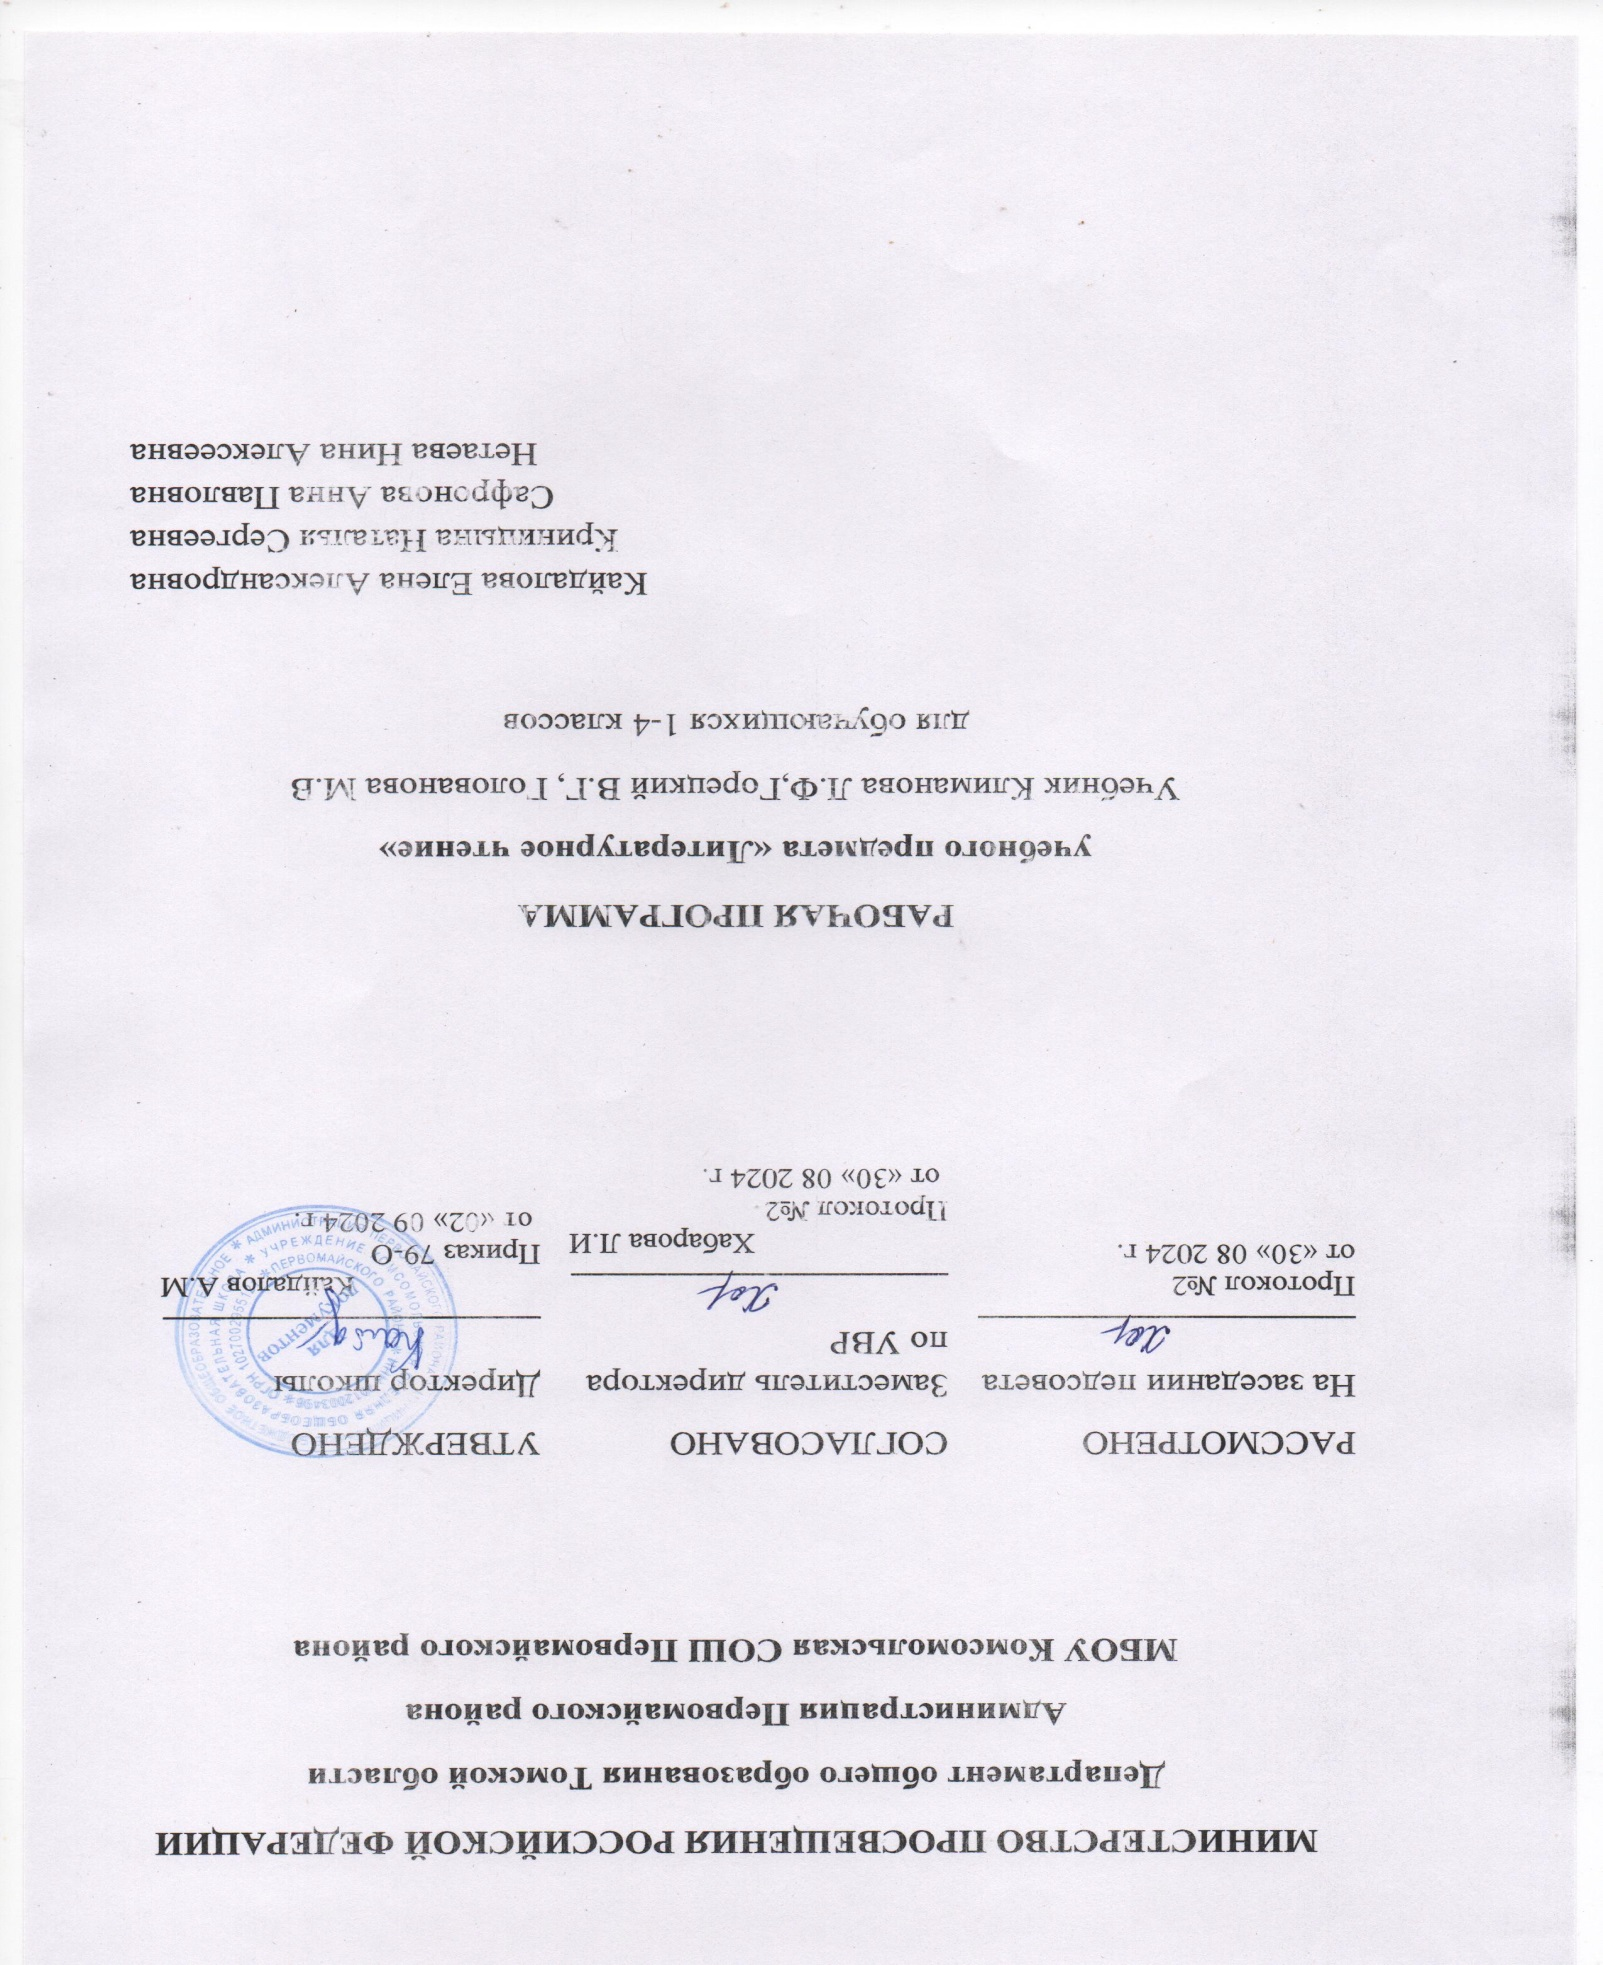 МИНИСТЕРСТВО ПРОСВЕЩЕНИЯ РОССИЙСКОЙ ФЕДЕРАЦИИ
Департамент общего образования Томской области
Администрация Первомайского района
МБОУ Комсомольская СОШ Первомайского района
РАССМОТРЕНО
На заседании педсовета
Протокол №2
от «30» 08 2024 г.
СОГЛАСОВАНО
Заместитель директора
по УВР
Хабарова Л.И
Протокол №2
от «30» 08 2024 г.
УТВЕРЖДЕНО
Директор школы
Кайдалов А.М
Приказ 79-О
от «02» 09 2024 г.
Для
документов
РАБОЧАЯ ПРОГРАММА
учебного предмета «Литературное чтение»
Учебник Климанова Л.Ф,Горецкий В.Г, Голованова М.В
для обучающихся 1-4 классов
Кайдалова Елена Александровна
Криницына Наталья Сергеевна
Сафронова Анна Павловна
Нетаева Нина Алексеевна